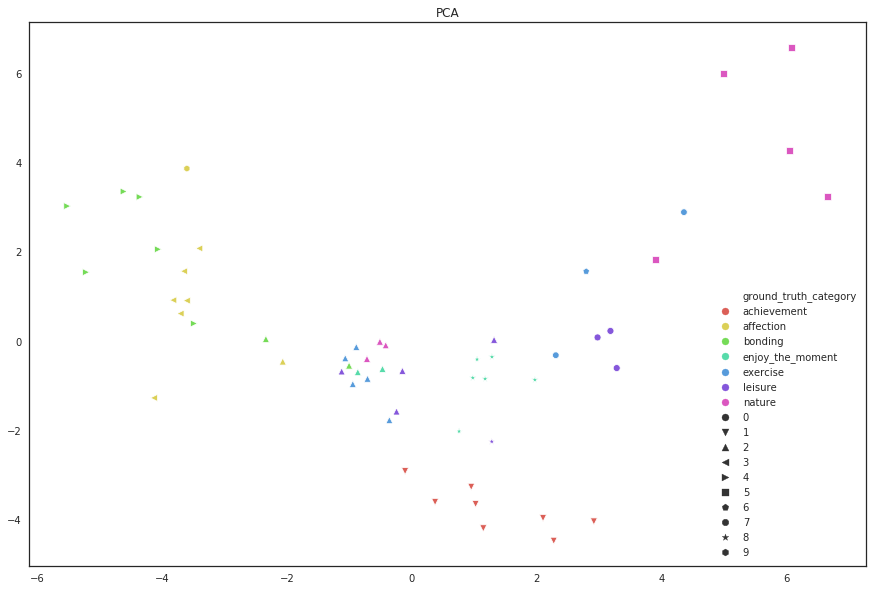 PCA
6
4
2
0
−2
−4
−6
−4
−2
0
2
4
6
ground_truth_category
achievement
affection
bonding
enjoy_the_moment
exercise
leisure
nature
0
1
2
3
4
5
6
7
8
9